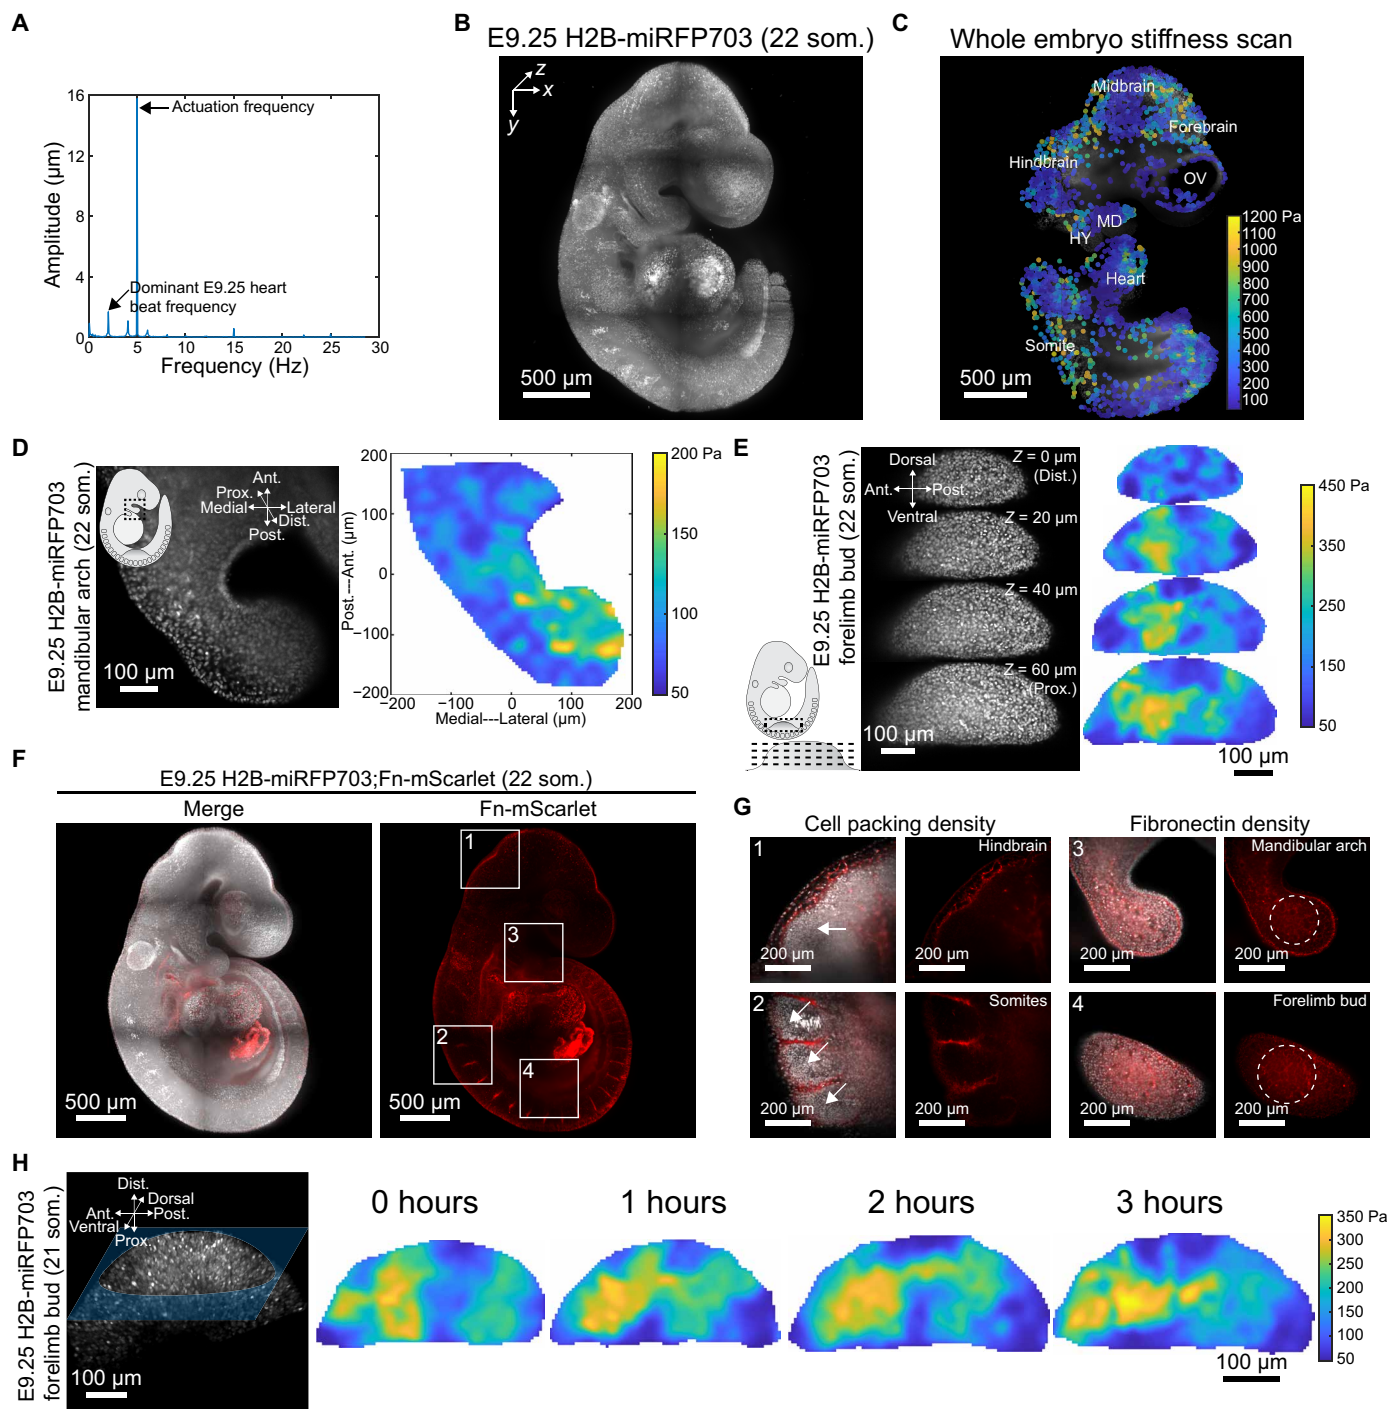 A
Amplitude (µm)
16
12
8
4
0
0
5
10
15
20
25
30
Frequency (Hz)
Actuation frequency
Dominant E9.25 heart
beat frequency
B
E9.25 H2B-miRFP703 (22 som.)
z
x
y
500 µm
C
Whole embryo stiffness scan
Midbrain
Forebrain
Hindbrain
OV
MD
HY
Heart
Somite
500 µm
1200 Pa
1100
1000
900
800
700
600
500
400
300
200
100
D
E9.25 H2B-miRFP703
mandibular arch (22 som.)
Ant.
Prox.
Medial
Lateral
Dist.
Post.
100 µm
Post.---Ant. (µm)
200
100
0
−100
−200
−200
−100
0
100
200
Medial---Lateral (µm)
200 Pa
150
100
50
E
E9.25 H2B-miRFP703
forelimb bud (22 som.)
Dorsal
Ant.
Post.
Ventral
Z = 0 µm
(Dist.)
Z = 20 µm
Z = 40 µm
Z = 60 µm
(Prox.)
100 µm
450 Pa
350
250
150
50
100 µm
F
E9.25 H2B-miRFP703;Fn-mScarlet (22 som.)
Merge
Fn-mScarlet
1
3
2
4
500 µm
500 µm
G
Cell packing density
Fibronectin density
1
Hindbrain
3
Mandibular arch
200 µm
200 µm
200 µm
200 µm
2
Somites
4
Forelimb bud
200 µm
200 µm
200 µm
200 µm
H
E9.25 H2B-miRFP703
forelimb bud (21 som.)
Dist.
Dorsal
Ant.
Post.
Ventral
Prox.
100 µm
0 hours
1 hours
2 hours
3 hours
350 Pa
300
250
200
150
100
50
100 µm